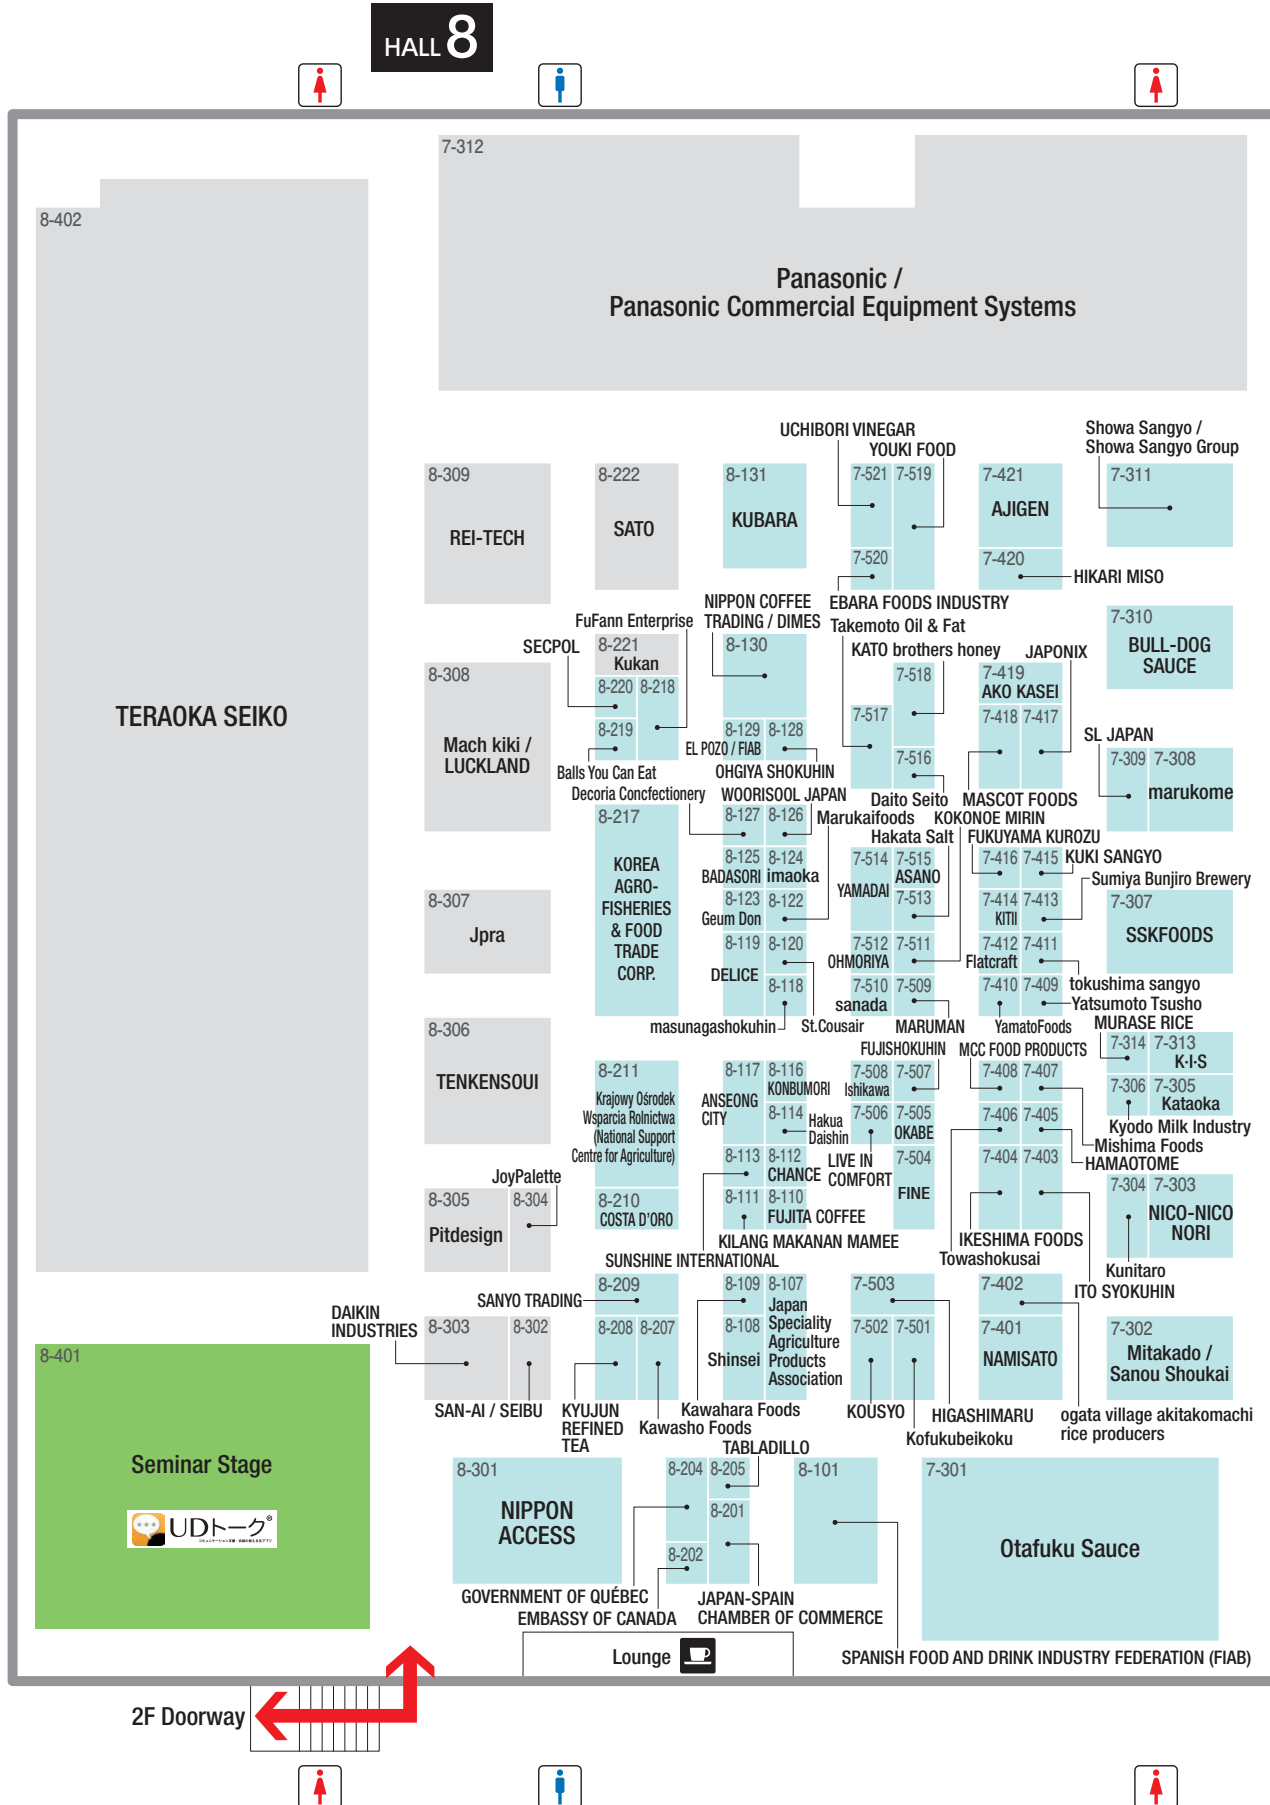 HALL 8
7-312
8-402
Panasonic /
Panasonic Commercial Equipment Systems
TERAOKA SEIKO
UCHIBORI VINEGAR
YOUKI FOOD
Showa Sangyo /
Showa Sangyo Group
8-309
REI-TECH
8-222
SATO
8-131
KUBARA
7-521
7-519
7-520
7-421
AJIGEN
7-420
7-311
HIKARI MISO
EBARA FOODS INDUSTRY
NIPPON COFFEE
TRADING / DIMES
FuFann Enterprise
SECPOL
Takemoto Oil & Fat
KATO brothers honey
JAPONIX
7-310
BULL-DOG
SAUCE
8-308
Mach kiki /
LUCKLAND
8-221
Kukan
8-220
8-218
8-219
8-130
8-129
8-128
EL POZO / FIAB
OHGIYA SHOKUHIN
7-518
7-517
7-516
7-419
AKO KASEI
7-418
7-417
SL JAPAN
7-309
7-308
marukome
Balls You Can Eat
Decoria Concfectionery
WOORISOOL JAPAN
Marukaifoods
Daito Seito
MASCOT FOODS
KOKONOE MIRIN
Hakata Salt
FUKUYAMA KUROZU
KUKI SANGYO
Sumiya Bunjiro Brewery
8-217
KOREA
AGRO-
FISHERIES
& FOOD
TRADE
CORP.
8-127
8-126
8-125
BADASORI
8-124
imaoka
8-123
Geum Don
8-122
8-119
DELICE
8-120
8-118
masunagashokuhin
St.Cousair
7-514
YAMADAI
7-515
ASANO
7-513
7-512
OHMORIYA
7-511
7-510
sanada
7-509
MARUMAN
7-416
7-415
7-414
KITII
7-413
7-412
Flatcraft
7-411
7-410
7-409
tokushima sangyo
Yatsumoto Tsusho
YamatoFoods
7-307
SSKFOODS
8-307
Jpra
8-306
TENKENSOUI
MURASE RICE
7-314
7-313
K·I·S
7-306
7-305
Kataoka
Kyodo Milk Industry
Mishima Foods
HAMAOTOME
FUJISHOKUHIN
MCC FOOD PRODUCTS
8-211
Krajowy Ośrodek
Wsparcia Rolnictwa
(National Support
Centre for Agriculture)
8-210
COSTA D'ORO
8-117
ANSEONG
CITY
8-116
KONBUMORI
8-114
Hakua
Daishin
8-113
8-112
CHANCE
8-111
8-110
FUJITA COFFEE
KILANG MAKANAN MAMEE
SUNSHINE INTERNATIONAL
7-508
Ishikawa
7-507
7-506
7-505
OKABE
LIVE IN
COMFORT
7-504
FINE
7-408
7-407
7-406
7-405
7-404
7-403
IKESHIMA FOODS
Towashokusai
7-304
7-303
NICO-NICO
NORI
Kunitaro
ITO SYOKUHIN
JoyPalette
8-305
Pitdesign
8-304
SANYO TRADING
8-209
8-208
8-207
8-109
8-108
Shinsei
8-107
Japan
Speciality
Agriculture
Products
Association
7-503
7-502
7-501
7-402
7-401
NAMISATO
7-302
Mitakado /
Sanou Shoukai
DAIKIN
INDUSTRIES
8-303
8-302
SAN-AI / SEIBU
KYUJUN
REFINED
TEA
Kawahara Foods
Kawasho Foods
KOUSYO
HIGASHIMARU
Kofukubeikoku
ogata village akitakomachi
rice producers
8-401
Seminar Stage
UDトーク®
コミュニケーション支援・会話の見える化アプリ
8-301
NIPPON
ACCESS
TABLADILLO
8-204
8-205
8-201
8-202
8-101
7-301
Otafuku Sauce
GOVERNMENT OF QUÉBEC
EMBASSY OF CANADA
JAPAN-SPAIN
CHAMBER OF COMMERCE
SPANISH FOOD AND DRINK INDUSTRY FEDERATION (FIAB)
Lounge
2F Doorway